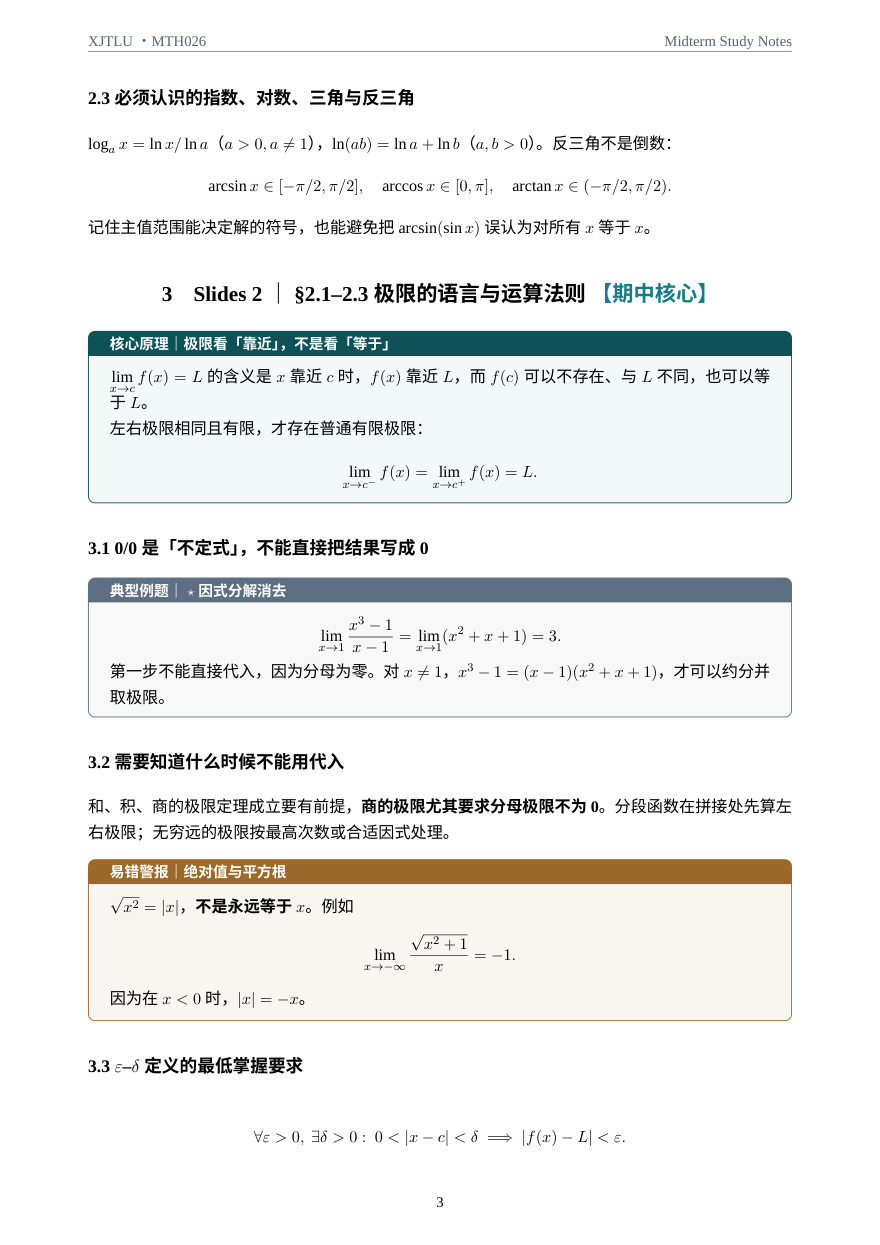 XJTLU ・MTH026 Midterm Study Notes
2.3 必须认识的指数、对数、三角与反三角
logₐ x = ln x/ ln a（a > 0, a ≠ 1），ln(ab) = ln a + ln b（a, b > 0）。反三角不是倒数：
arcsin x ∈ [−π/2, π/2], arccos x ∈ [0, π], arctan x ∈ (−π/2, π/2).
记住主值范围能决定解的符号，也能避免把 arcsin(sin x) 误认为对所有 x 等于 x。
3 Slides 2｜§2.1–2.3 极限的语言与运算法则 【期中核心】
核心原理｜极限看「靠近」，不是看「等于」
lim_{x→c} f(x) = L 的含义是 x 靠近 c 时，f(x) 靠近 L，而 f(c) 可以不存在、与 L 不同，也可以等
于 L。
左右极限相同且有限，才存在普通有限极限：
lim_{x→c⁻} f(x) = lim_{x→c⁺} f(x) = L.
3.1 0/0 是「不定式」，不能直接把结果写成 0
典型例题｜ ⋆ 因式分解消去
lim_{x→1} (x³ − 1)/(x − 1) = lim_{x→1} (x² + x + 1) = 3.
第一步不能直接代入，因为分母为零。对 x ≠ 1，x³ − 1 = (x − 1)(x² + x + 1)，才可以约分并
取极限。
3.2 需要知道什么时候不能用代入
和、积、商的极限定理成立要有前提，商的极限尤其要求分母极限不为 0。分段函数在拼接处先算左
右极限；无穷远的极限按最高次数或合适因式处理。
易错警报｜绝对值与平方根
√(x²) = |x|，不是永远等于 x。例如
lim_{x→−∞} √(x² + 1)/x = −1.
因为在 x < 0 时，|x| = −x。
3.3 ε–δ 定义的最低掌握要求
∀ε > 0, ∃δ > 0 : 0 < |x − c| < δ ⟹ |f(x) − L| < ε.
3